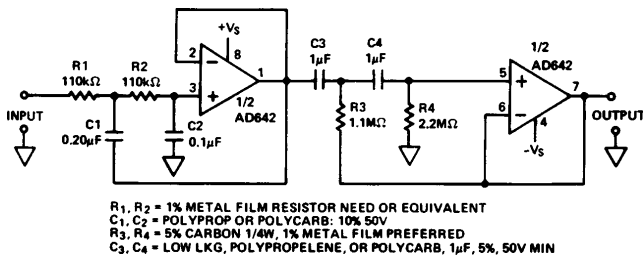 R1
110kΩ
R2
110kΩ
+VS
2
8
3
1
1/2
AD642
C1
0.20µF
C2
0.1µF
INPUT
C3
1µF
C4
1µF
R3
1.1MΩ
R4
2.2MΩ
1/2
AD642
5
6
7
4
-VS
OUTPUT
R1, R2 = 1% METAL FILM RESISTOR NEED OR EQUIVALENT
C1, C2 = POLYPROP OR POLYCARB: 10% 50V
R3, R4 = 5% CARBON 1/4W, 1% METAL FILM PREFERRED
C3, C4 = LOW LKG, POLYPROPELENE, OR POLYCARB, 1µF, 5%, 50V MIN